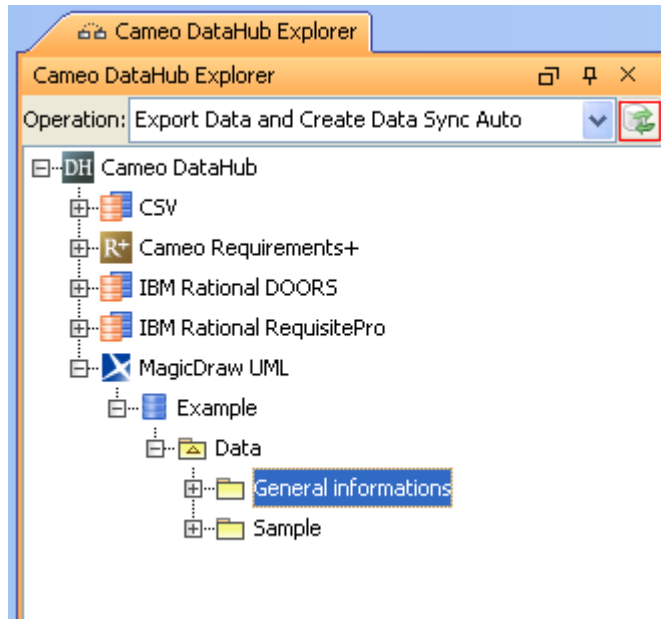 Cameo DataHub Explorer
Cameo DataHub Explorer
Operation: Export Data and Create Data Sync Auto
DH Cameo DataHub
CSV
R+ Cameo Requirements+
IBM Rational DOORS
IBM Rational RequisitePro
MagicDraw UML
Example
Data
General informations
Sample